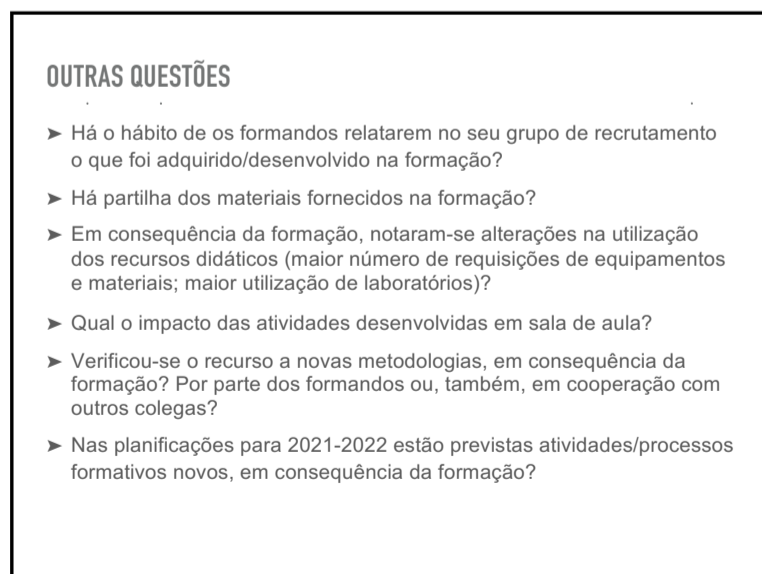 OUTRAS QUESTÕES
➤ Há o hábito de os formandos relatarem no seu grupo de recrutamento
o que foi adquirido/desenvolvido na formação?
➤ Há partilha dos materiais fornecidos na formação?
➤ Em consequência da formação, notaram-se alterações na utilização
dos recursos didáticos (maior número de requisições de equipamentos
e materiais; maior utilização de laboratórios)?
➤ Qual o impacto das atividades desenvolvidas em sala de aula?
➤ Verificou-se o recurso a novas metodologias, em consequência da
formação? Por parte dos formandos ou, também, em cooperação com
outros colegas?
➤ Nas planificações para 2021-2022 estão previstas atividades/processos
formativos novos, em consequência da formação?